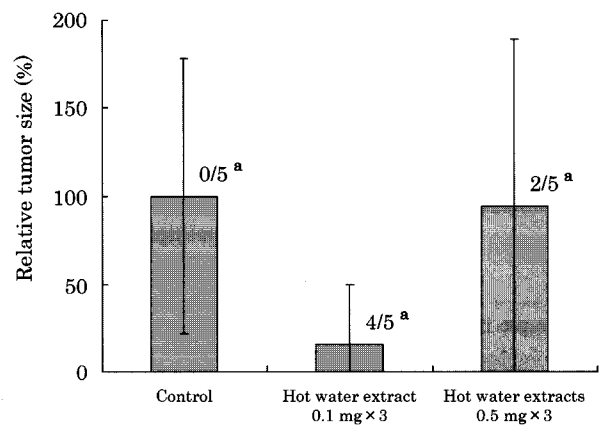 Relative tumor size (%)
200
150
100
50
0
0/5 a
4/5 a
2/5 a
Control
Hot water extract
0.1 mg × 3
Hot water extracts
0.5 mg × 3